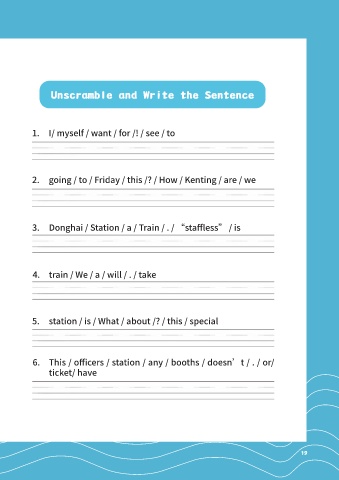 Unscramble and Write the Sentence
1. I/ myself / want / for /! / see / to
2. going / to / Friday / this /? / How / Kenting / are / we
3. Donghai / Station / a / Train / . / “staffless” / is
4. train / We / a / will / . / take
5. station / is / What / about /? / this / special
6. This / officers / station / any / booths / doesn’t / . / or/
ticket/ have
19